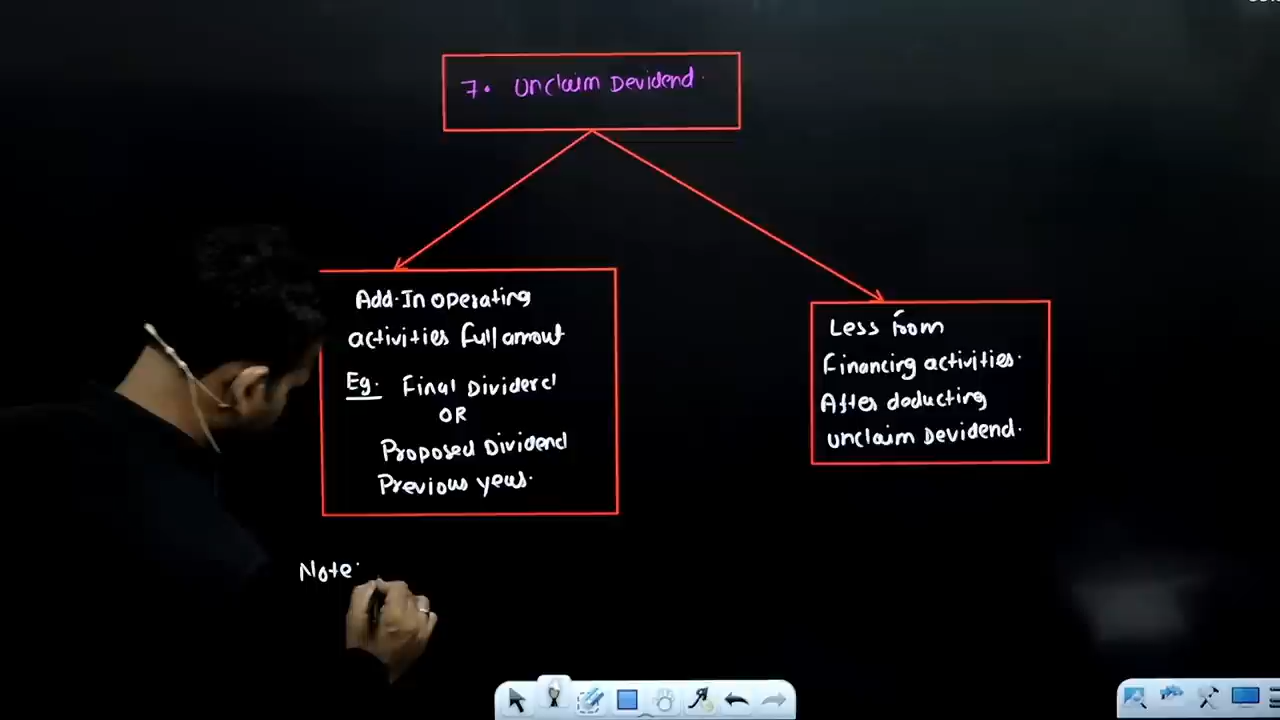 7. Unclaim Devidend.
Add. In operating
activities full amout
Eg. Final Dividend
OR
Proposed Dividend
Previous year.
Less from
Financing activities.
After deducting
unclaim Devidend.
Note: